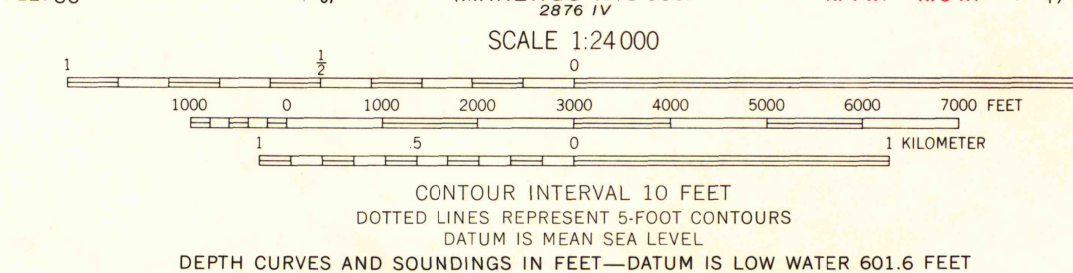 2876 IV
SCALE 1:24 000
1 1/2 0
1000 0 1000 2000 3000 4000 5000 6000 7000 FEET
1 .5 0 1 KILOMETER
CONTOUR INTERVAL 10 FEET
DOTTED LINES REPRESENT 5-FOOT CONTOURS
DATUM IS MEAN SEA LEVEL
DEPTH CURVES AND SOUNDINGS IN FEET—DATUM IS LOW WATER 601.6 FEET